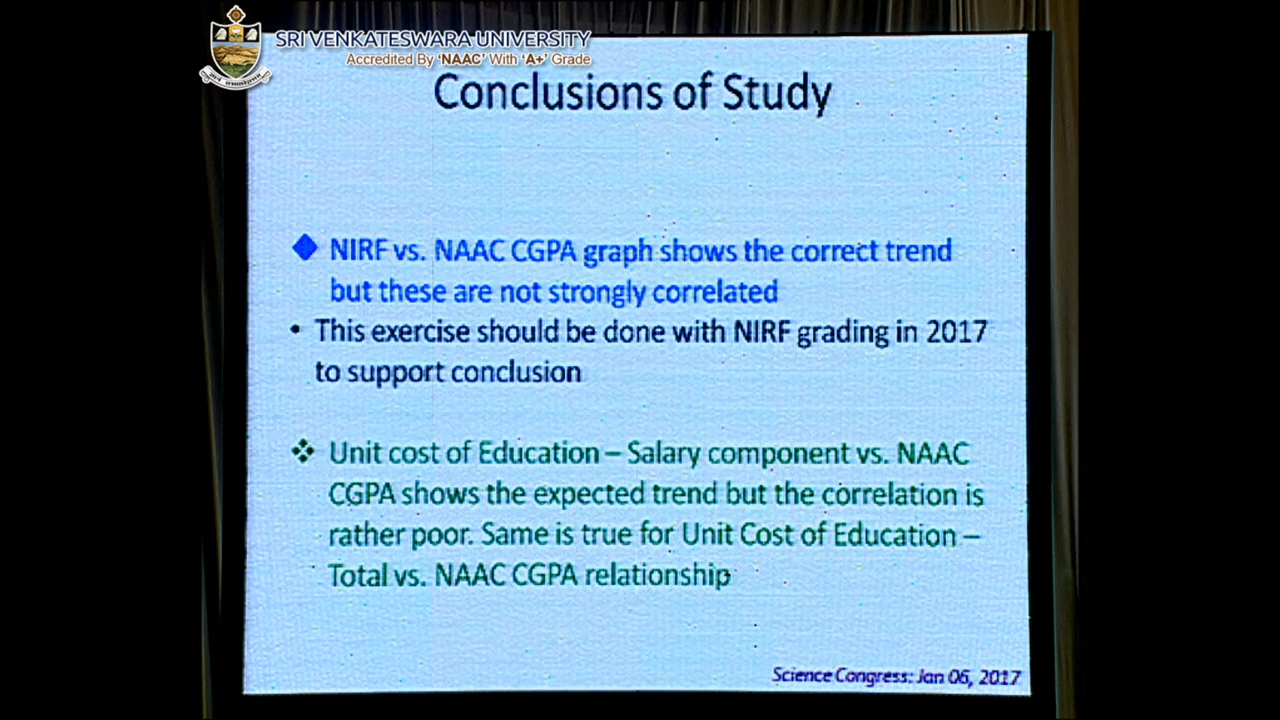 SRI VENKATESWARA UNIVERSITY
Accredited By 'NAAC' With 'A+' Grade
Conclusions of Study
NIRF vs. NAAC CGPA graph shows the correct trend
but these are not strongly correlated
• This exercise should be done with NIRF grading in 2017
to support conclusion
Unit cost of Education – Salary component vs. NAAC
CGPA shows the expected trend but the correlation is
rather poor. Same is true for Unit Cost of Education –
Total vs. NAAC CGPA relationship
Science Congress: Jan 06, 2017